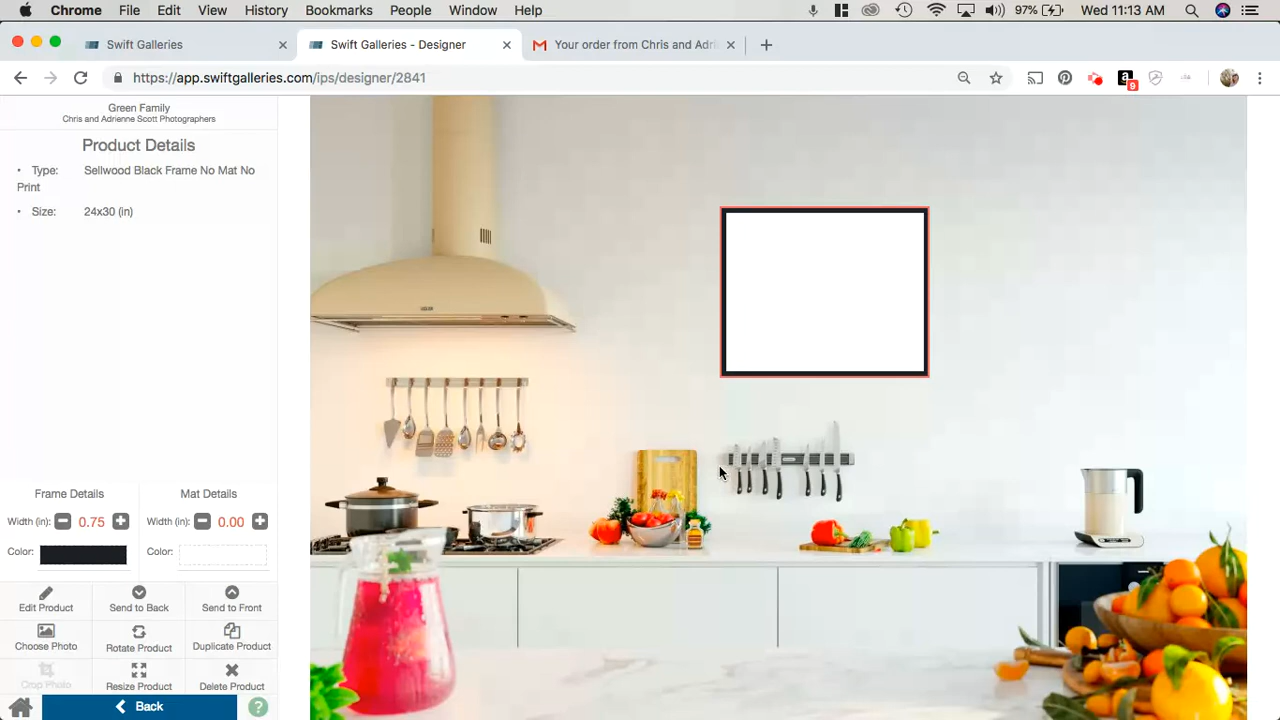 Chrome File Edit View History Bookmarks People Window Help 97% Wed 11:13 AM
Swift Galleries
Swift Galleries - Designer
Your order from Chris and Adri
https://app.swiftgalleries.com/ips/designer/2841
9
Green Family
Chris and Adrienne Scott Photographers
Product Details
• Type: Sellwood Black Frame No Mat No
Print
• Size: 24x30 (in)
Frame Details Mat Details
Width (in): 0.75 Width (in): 0.00
Color: Color:
Edit Product Send to Back Send to Front
Choose Photo Rotate Product Duplicate Product
Crop Photo Resize Product Delete Product
Back
?